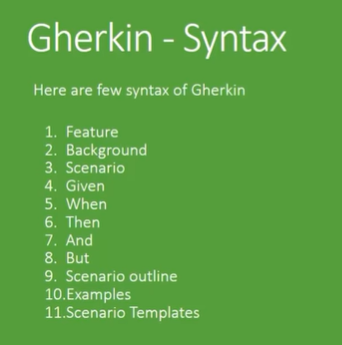 Gherkin - Syntax
Here are few syntax of Gherkin
1. Feature
2. Background
3. Scenario
4. Given
5. When
6. Then
7. And
8. But
9. Scenario outline
10.Examples
11.Scenario Templates